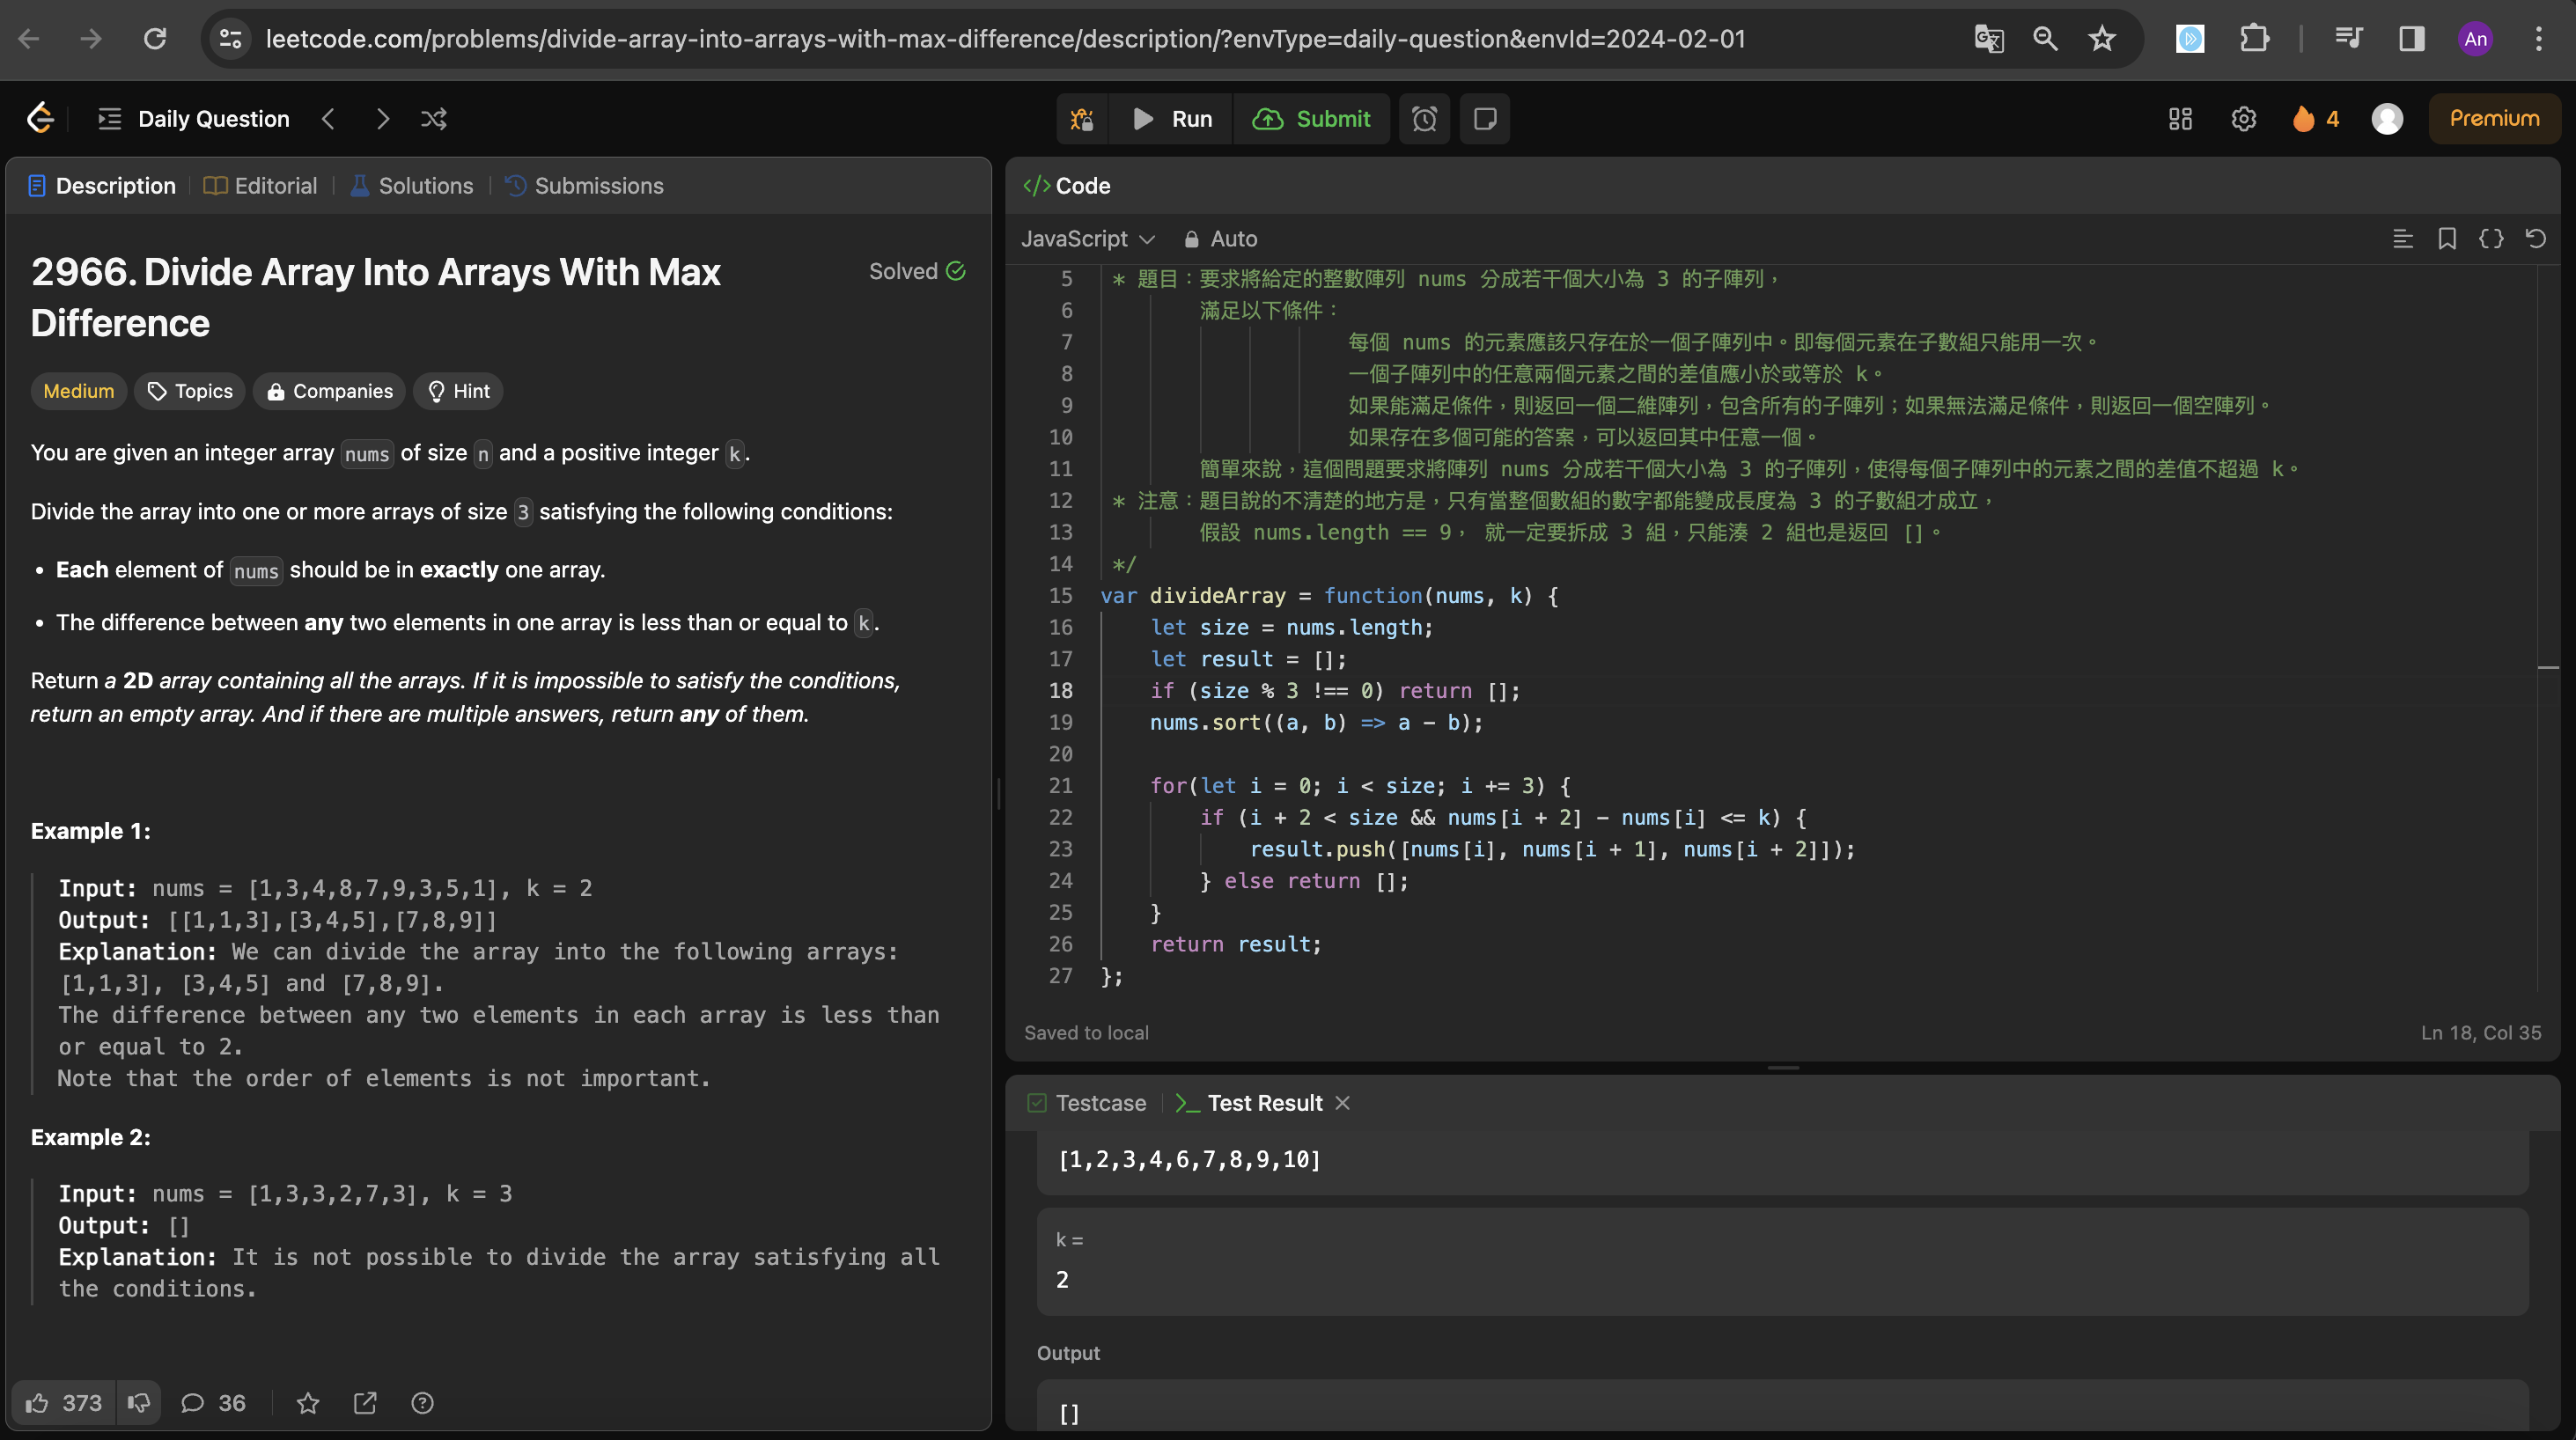 leetcode.com/problems/divide-array-into-arrays-with-max-difference/description/?envType=daily-question&envId=2024-02-01
An
Daily Question
Run
Submit
4
Premium
Description
Editorial
Solutions
Submissions
2966. Divide Array Into Arrays With Max
Difference
Solved
Medium
Topics
Companies
Hint
You are given an integer array nums of size n and a positive integer k.
Divide the array into one or more arrays of size 3 satisfying the following conditions:
• Each element of nums should be in exactly one array.
• The difference between any two elements in one array is less than or equal to k.
Return a 2D array containing all the arrays. If it is impossible to satisfy the conditions,
return an empty array. And if there are multiple answers, return any of them.
Example 1:
Input: nums = [1,3,4,8,7,9,3,5,1], k = 2
Output: [[1,1,3],[3,4,5],[7,8,9]]
Explanation: We can divide the array into the following arrays:
[1,1,3], [3,4,5] and [7,8,9].
The difference between any two elements in each array is less than
or equal to 2.
Note that the order of elements is not important.
Example 2:
Input: nums = [1,3,3,2,7,3], k = 3
Output: []
Explanation: It is not possible to divide the array satisfying all
the conditions.
373
36
</> Code
JavaScript
Auto
5 * 題目：要求將給定的整數陣列 nums 分成若干個大小為 3 的子陣列，
6 滿足以下條件：
7 每個 nums 的元素應該只存在於一個子陣列中。即每個元素在子數組只能用一次。
8 一個子陣列中的任意兩個元素之間的差值應小於或等於 k。
9 如果能滿足條件，則返回一個二維陣列，包含所有的子陣列；如果無法滿足條件，則返回一個空陣列。
10 如果存在多個可能的答案，可以返回其中任意一個。
11 簡單來說，這個問題要求將陣列 nums 分成若干個大小為 3 的子陣列，使得每個子陣列中的元素之間的差值不超過 k。
12 * 注意：題目說的不清楚的地方是，只有當整個數組的數字都能變成長度為 3 的子數組才成立，
13 假設 nums.length == 9， 就一定要拆成 3 組，只能湊 2 組也是返回 []。
14 */
15 var divideArray = function(nums, k) {
16 let size = nums.length;
17 let result = [];
18 if (size % 3 !== 0) return [];
19 nums.sort((a, b) => a - b);
20
21 for(let i = 0; i < size; i += 3) {
22 if (i + 2 < size && nums[i + 2] - nums[i] <= k) {
23 result.push([nums[i], nums[i + 1], nums[i + 2]]);
24 } else return [];
25 }
26 return result;
27 };
Saved to local
Ln 18, Col 35
Testcase
Test Result
[1,2,3,4,6,7,8,9,10]
k =
2
Output
[]